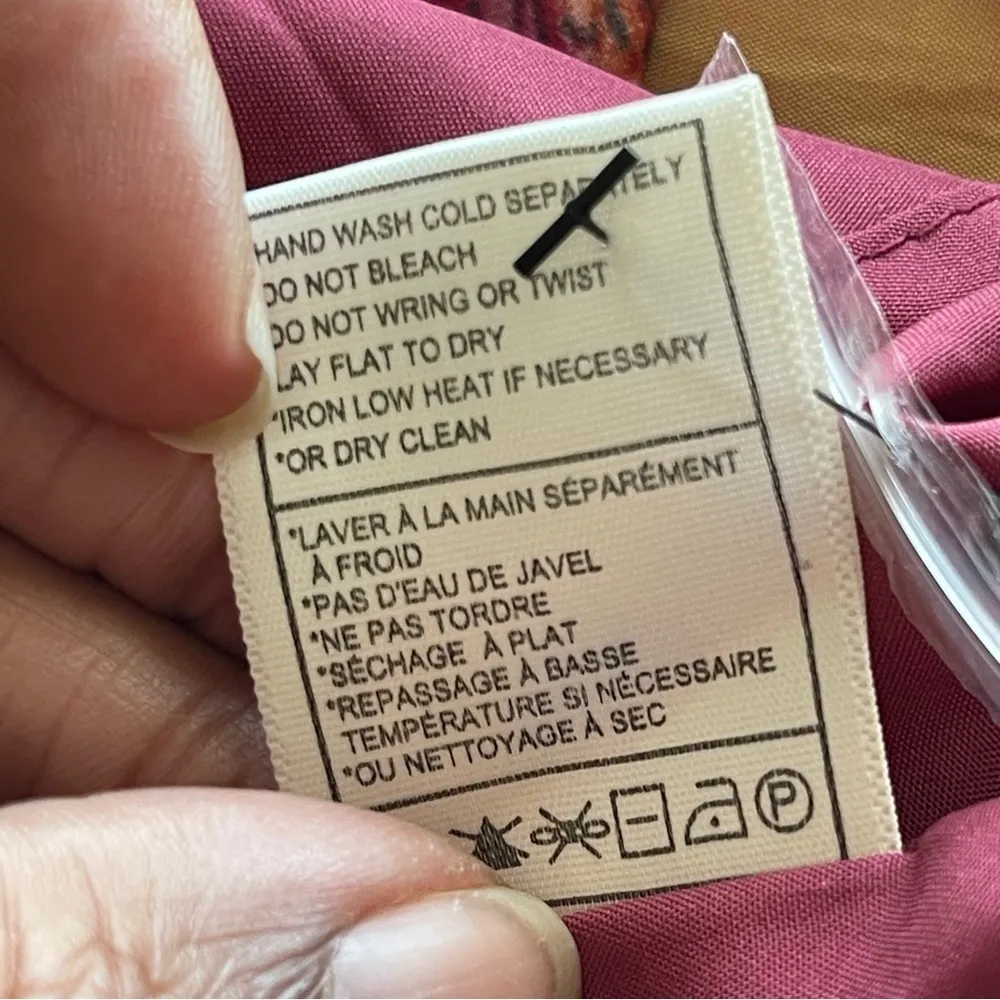 HAND WASH COLD SEPARATELY
DO NOT BLEACH
DO NOT WRING OR TWIST
LAY FLAT TO DRY
*IRON LOW HEAT IF NECESSARY
*OR DRY CLEAN
*LAVER À LA MAIN SÉPARÉMENT
À FROID
*PAS D'EAU DE JAVEL
*NE PAS TORDRE
*SÉCHAGE À PLAT
*REPASSAGE À BASSE
TEMPÉRATURE SI NÉCESSAIRE
*OU NETTOYAGE À SEC
P